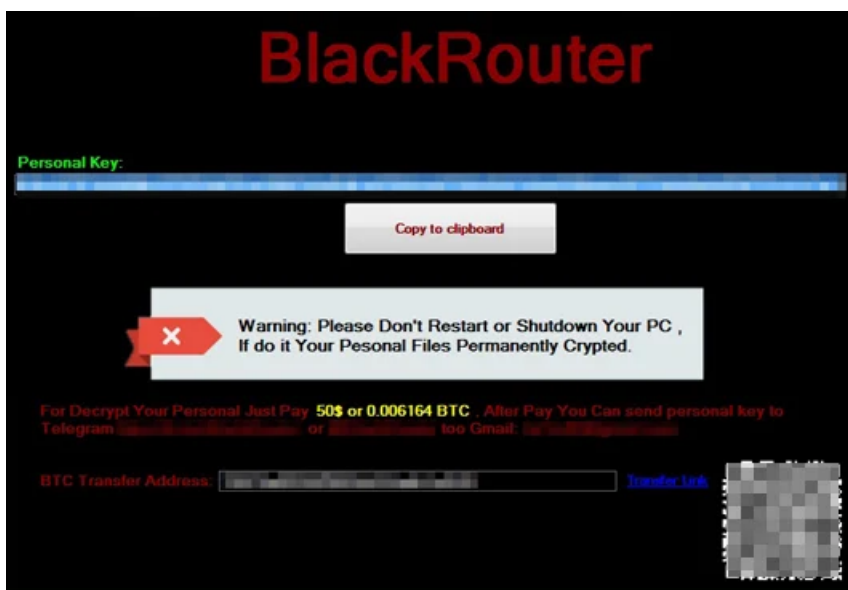 BlackRouter
Personal Key:
Copy to clipboard
Warning: Please Don't Restart or Shutdown Your PC ,
If do it Your Pesonal Files Permanently Crypted.
For Decrypt Your Personal Just Pay 50$ or 0.006164 BTC . After Pay You Can send personal key to
Telegram or too Gmail:
BTC Transfer Address: Transfer Link